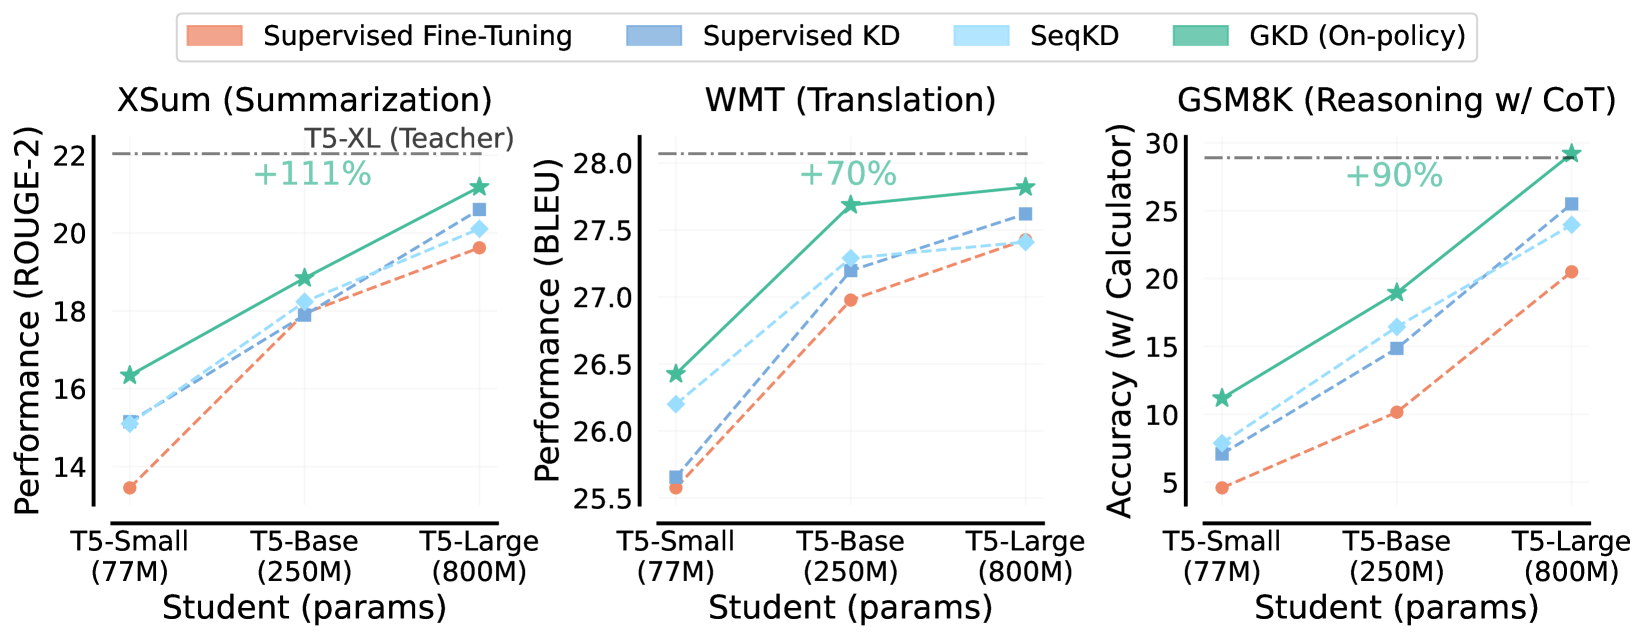 Supervised Fine-Tuning
Supervised KD
SeqKD
GKD (On-policy)
XSum (Summarization)
Performance (ROUGE-2)
22
20
18
16
14
T5-XL (Teacher)
+111%
T5-Small
(77M)
T5-Base
(250M)
T5-Large
(800M)
Student (params)
WMT (Translation)
Performance (BLEU)
28.0
27.5
27.0
26.5
26.0
25.5
+70%
T5-Small
(77M)
T5-Base
(250M)
T5-Large
(800M)
Student (params)
GSM8K (Reasoning w/ CoT)
Accuracy (w/ Calculator)
30
25
20
15
10
5
+90%
T5-Small
(77M)
T5-Base
(250M)
T5-Large
(800M)
Student (params)